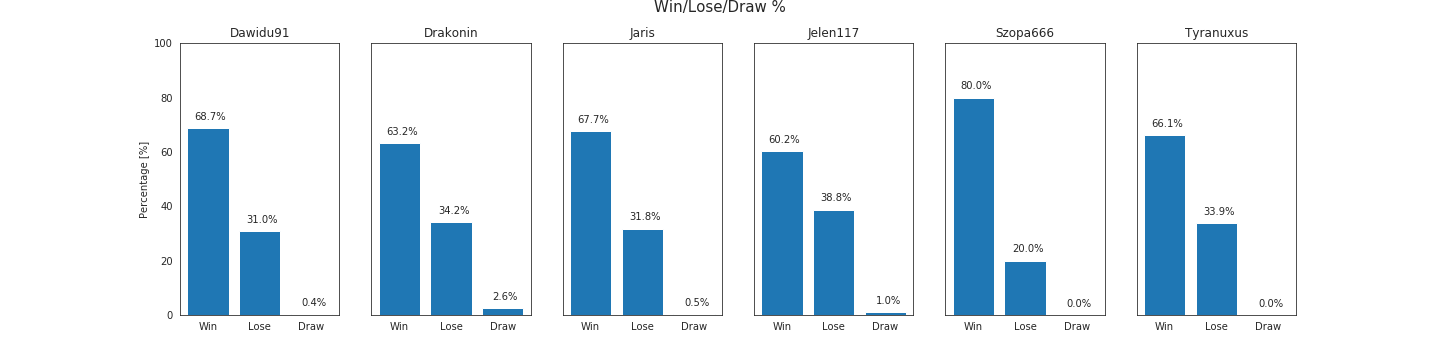 Win/Lose/Draw %
Dawidu91
Drakonin
Jaris
Jelen117
Szopa666
Tyranuxus
Percentage [%]
100
80
60
40
20
0
68.7%
31.0%
0.4%
Win Lose Draw
63.2%
34.2%
2.6%
Win Lose Draw
67.7%
31.8%
0.5%
Win Lose Draw
60.2%
38.8%
1.0%
Win Lose Draw
80.0%
20.0%
0.0%
Win Lose Draw
66.1%
33.9%
0.0%
Win Lose Draw